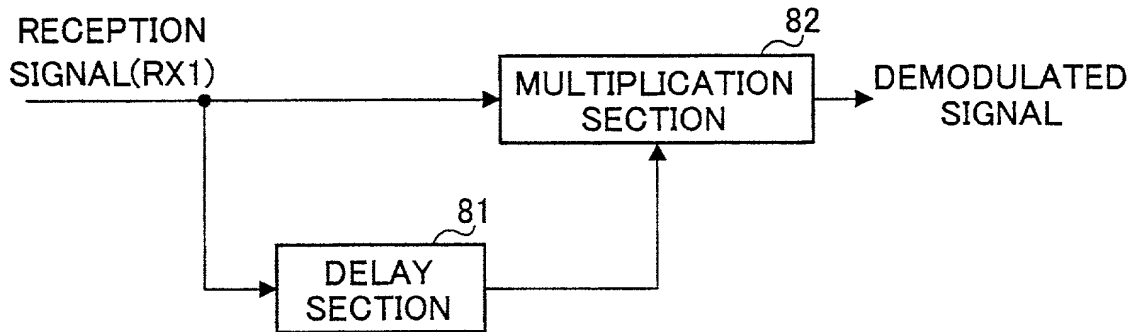 RECEPTION
SIGNAL(RX1)
82
MULTIPLICATION
SECTION
DEMODULATED
SIGNAL
81
DELAY
SECTION